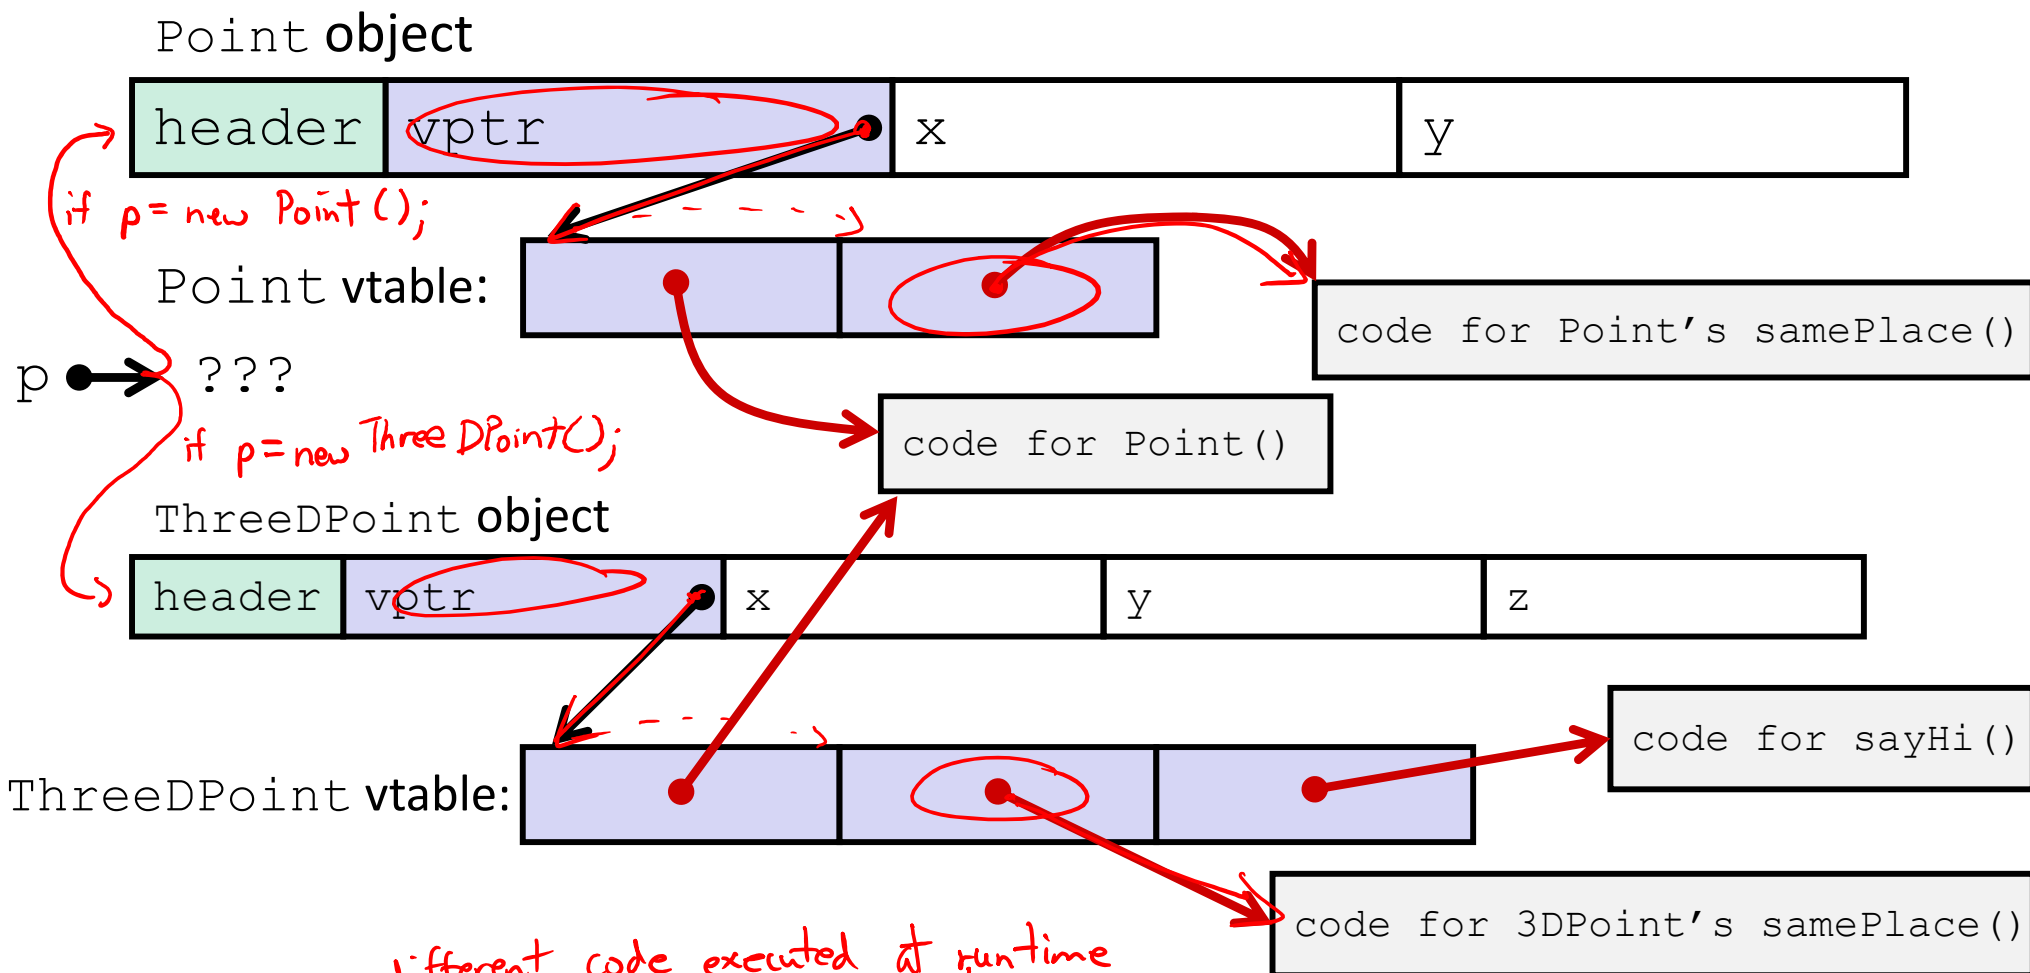 Point object
header vptr x y
if p = new Point();
Point vtable:
code for Point's samePlace()
p ???
code for Point()
if p = new ThreeDPoint();
ThreeDPoint object
header vptr x y z
code for sayHi()
ThreeDPoint vtable:
code for 3DPoint's samePlace()
code executed at runtime